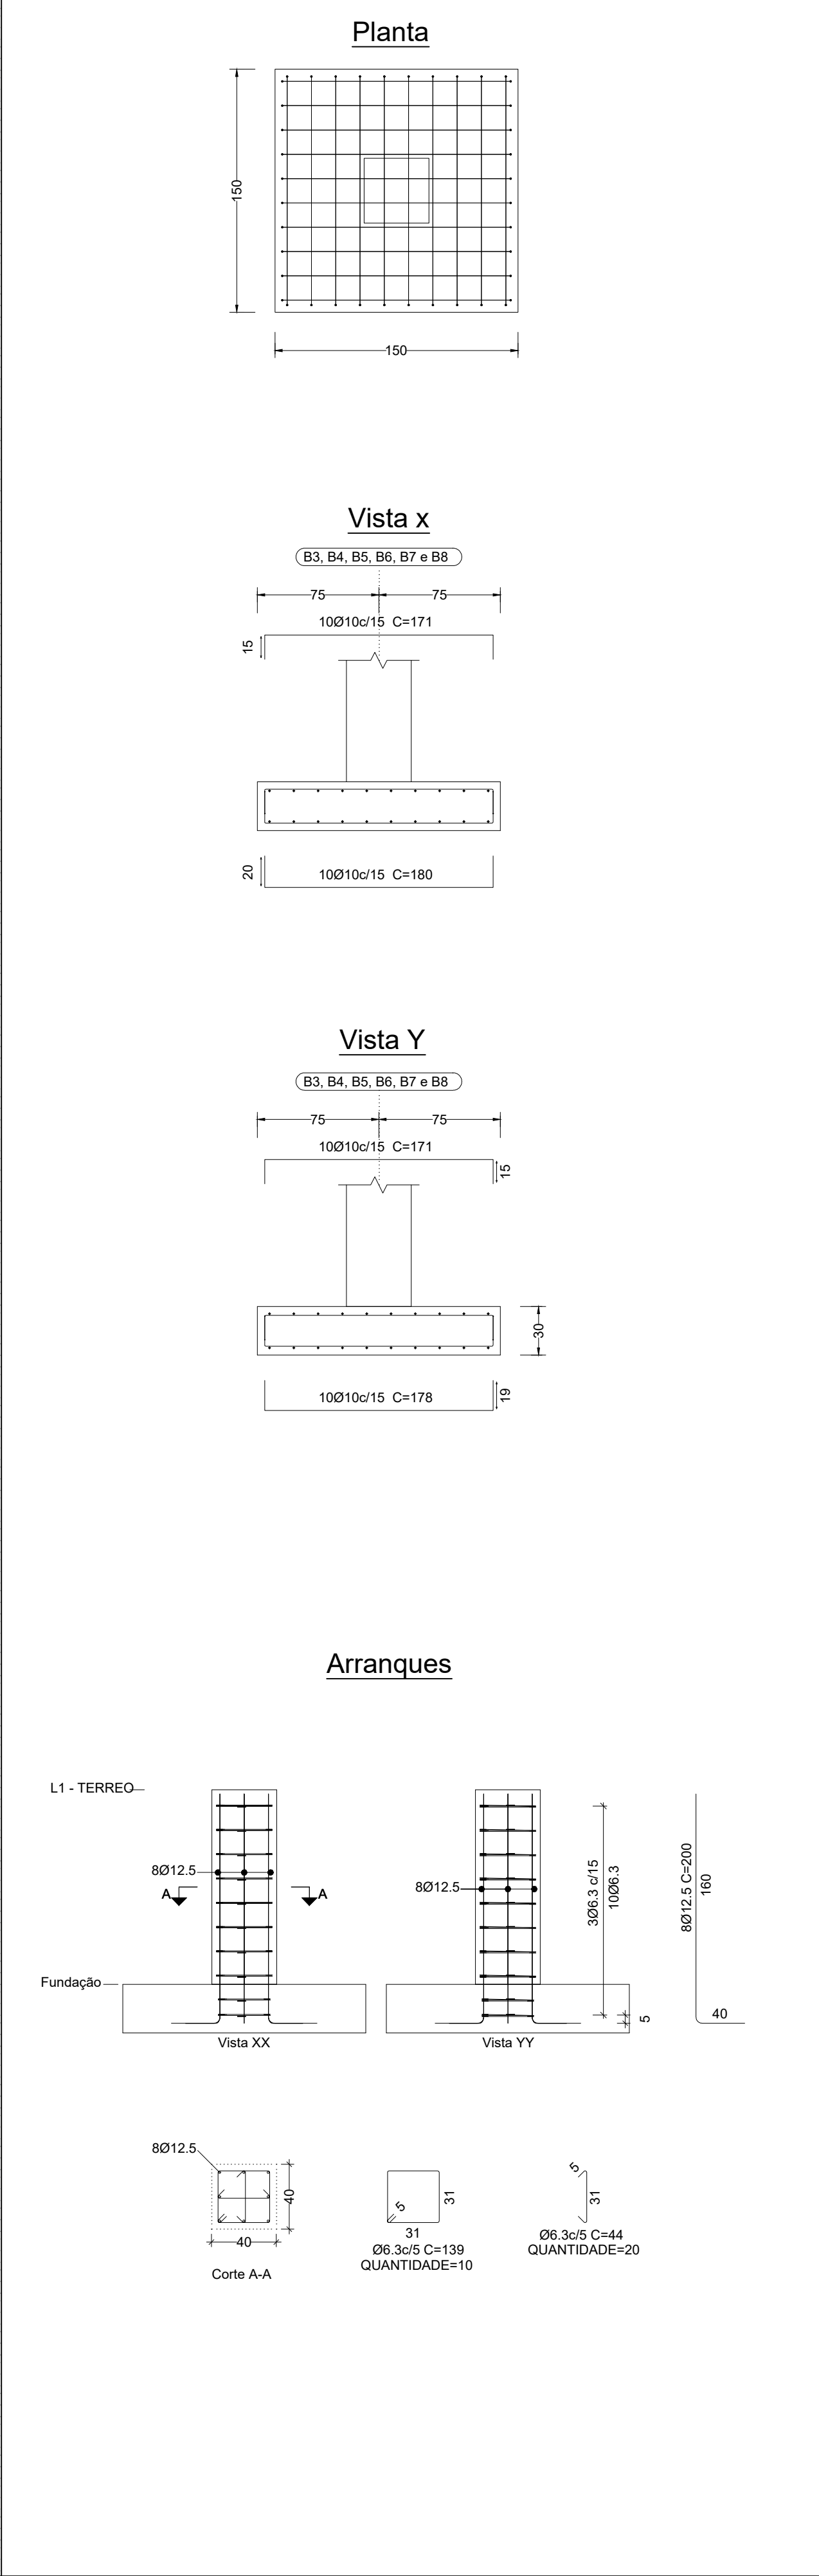 Planta
150
150
Vista x
B3, B4, B5, B6, B7 e B8
75
75
10Ø10c/15 C=171
15
20
10Ø10c/15 C=180
Vista Y
B3, B4, B5, B6, B7 e B8
75
75
10Ø10c/15 C=171
15
30
10Ø10c/15 C=178
19
Arranques
L1 - TERREO
8Ø12.5
A
A
8Ø12.5
3Ø6.3 c/15
10Ø6.3
8Ø12.5 C=200
160
Fundação
5
40
Vista XX
Vista YY
8Ø12.5
40
40
Corte A-A
5
31
31
Ø6.3c/5 C=139
QUANTIDADE=10
5
31
Ø6.3c/5 C=44
QUANTIDADE=20